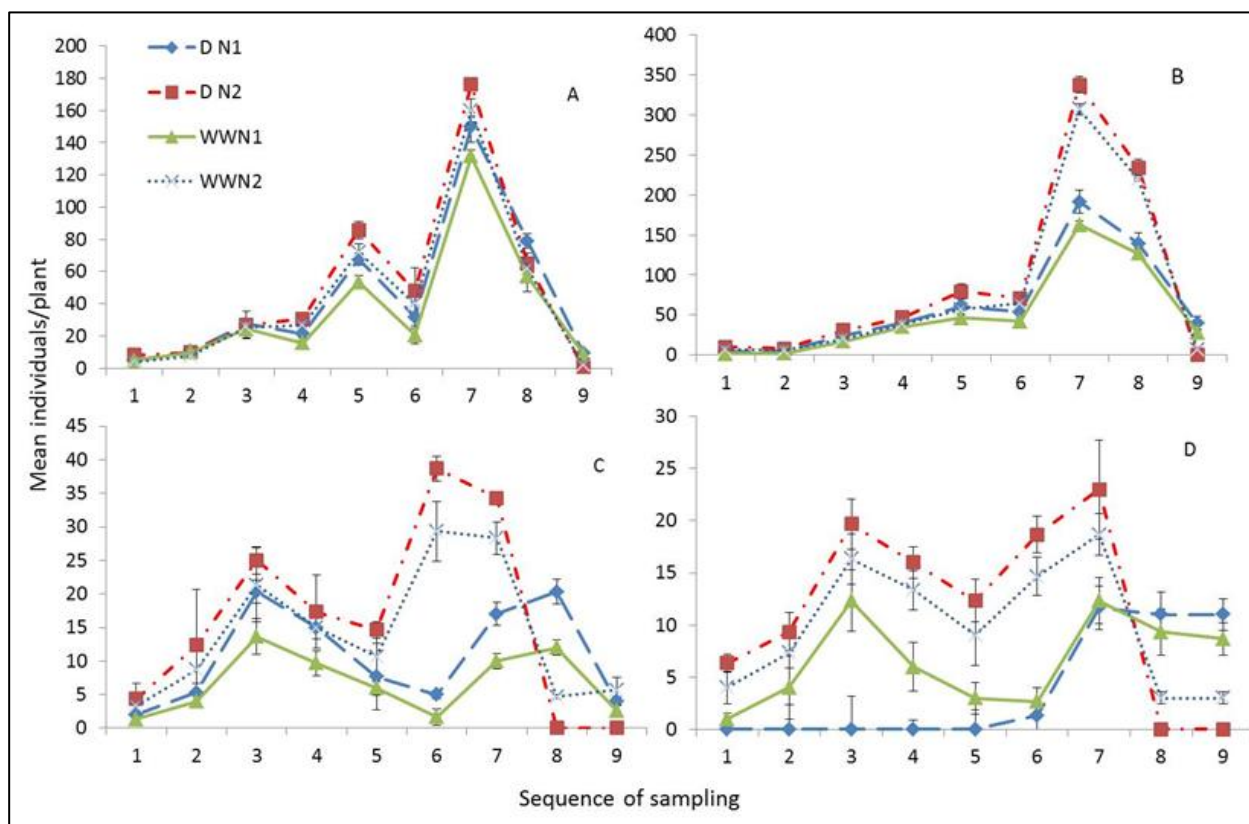 Mean individuals/plant
D N1
D N2
WWN1
WWN2
A
200
180
160
140
120
100
80
60
40
20
0
1 2 3 4 5 6 7 8 9
B
400
350
300
250
200
150
100
50
0
1 2 3 4 5 6 7 8 9
C
45
40
35
30
25
20
15
10
5
0
1 2 3 4 5 6 7 8 9
D
30
25
20
15
10
5
0
1 2 3 4 5 6 7 8 9
Sequence of sampling